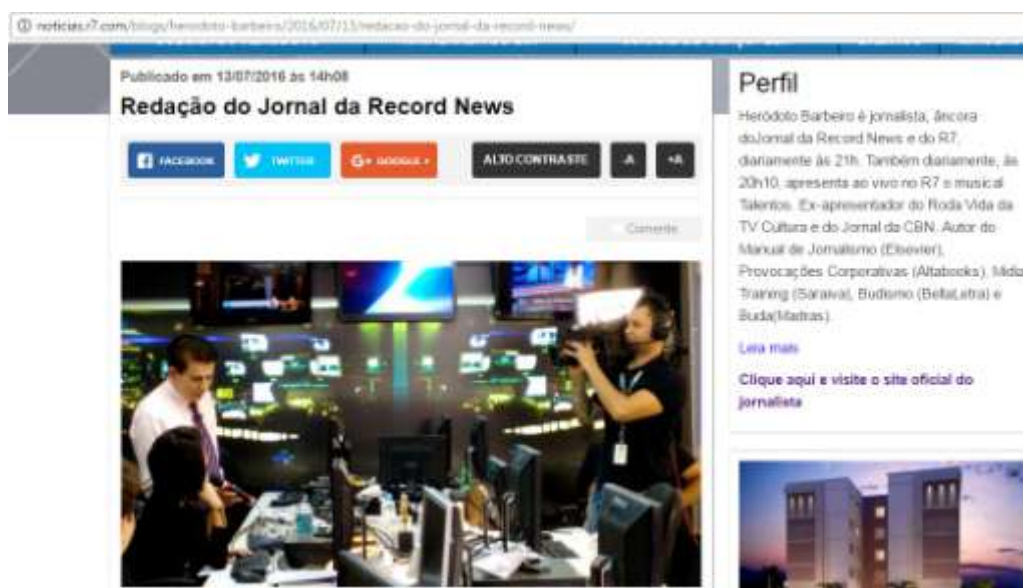 noticias.r7.com/blogs/herodoto-barbeiro/2016/07/13/redacao-do-jornal-da-record-news/
Publicado em 13/07/2016 às 14h08
Redação do Jornal da Record News
FACEBOOK
TWITTER
G+ GOOGLE +
ALTO CONTRASTE
-A
+A
Comente
Perfil
Heródoto Barbeiro é jornalista, âncora
doJornal da Record News e do R7,
diariamente às 21h. Também diariamente, às
20h10, apresenta ao vivo no R7 o musical
Talentos. Ex-apresentador do Roda Vida da
TV Cultura e do Jornal da CBN. Autor do
Manual de Jornalismo (Elsevier),
Provocações Corporativas (Altabooks), Mídia
Training (Saraiva), Budismo (BellaLetra) e
Buda(Madras).
Leia mais
Clique aqui e visite o site oficial do
jornalista